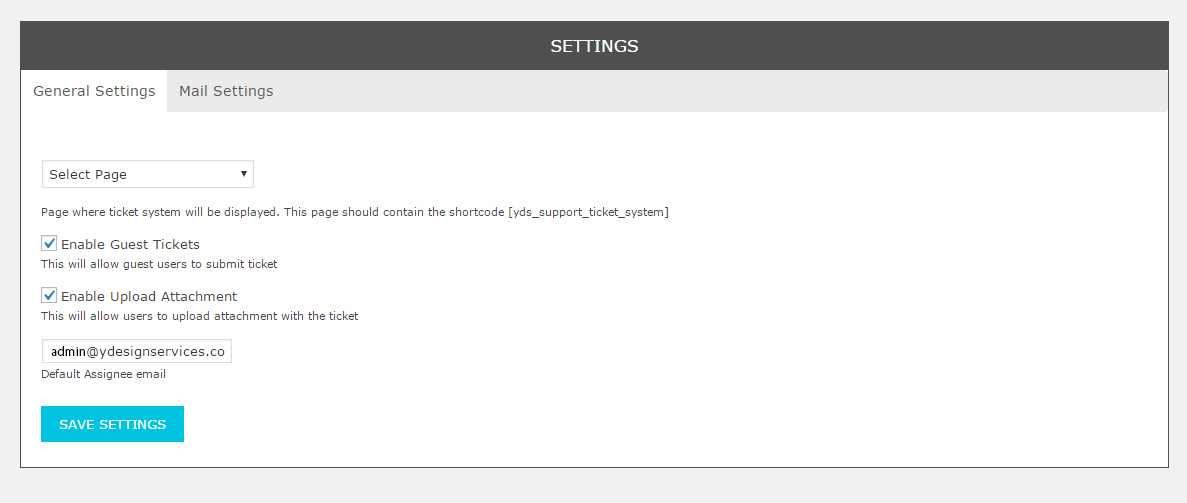 SETTINGS
General Settings Mail Settings
Select Page
Page where ticket system will be displayed. This page should contain the shortcode [yds_support_ticket_system]
Enable Guest Tickets
This will allow guest users to submit ticket
Enable Upload Attachment
This will allow users to upload attachment with the ticket
admin@ydesignservices.co
Default Assignee email
SAVE SETTINGS